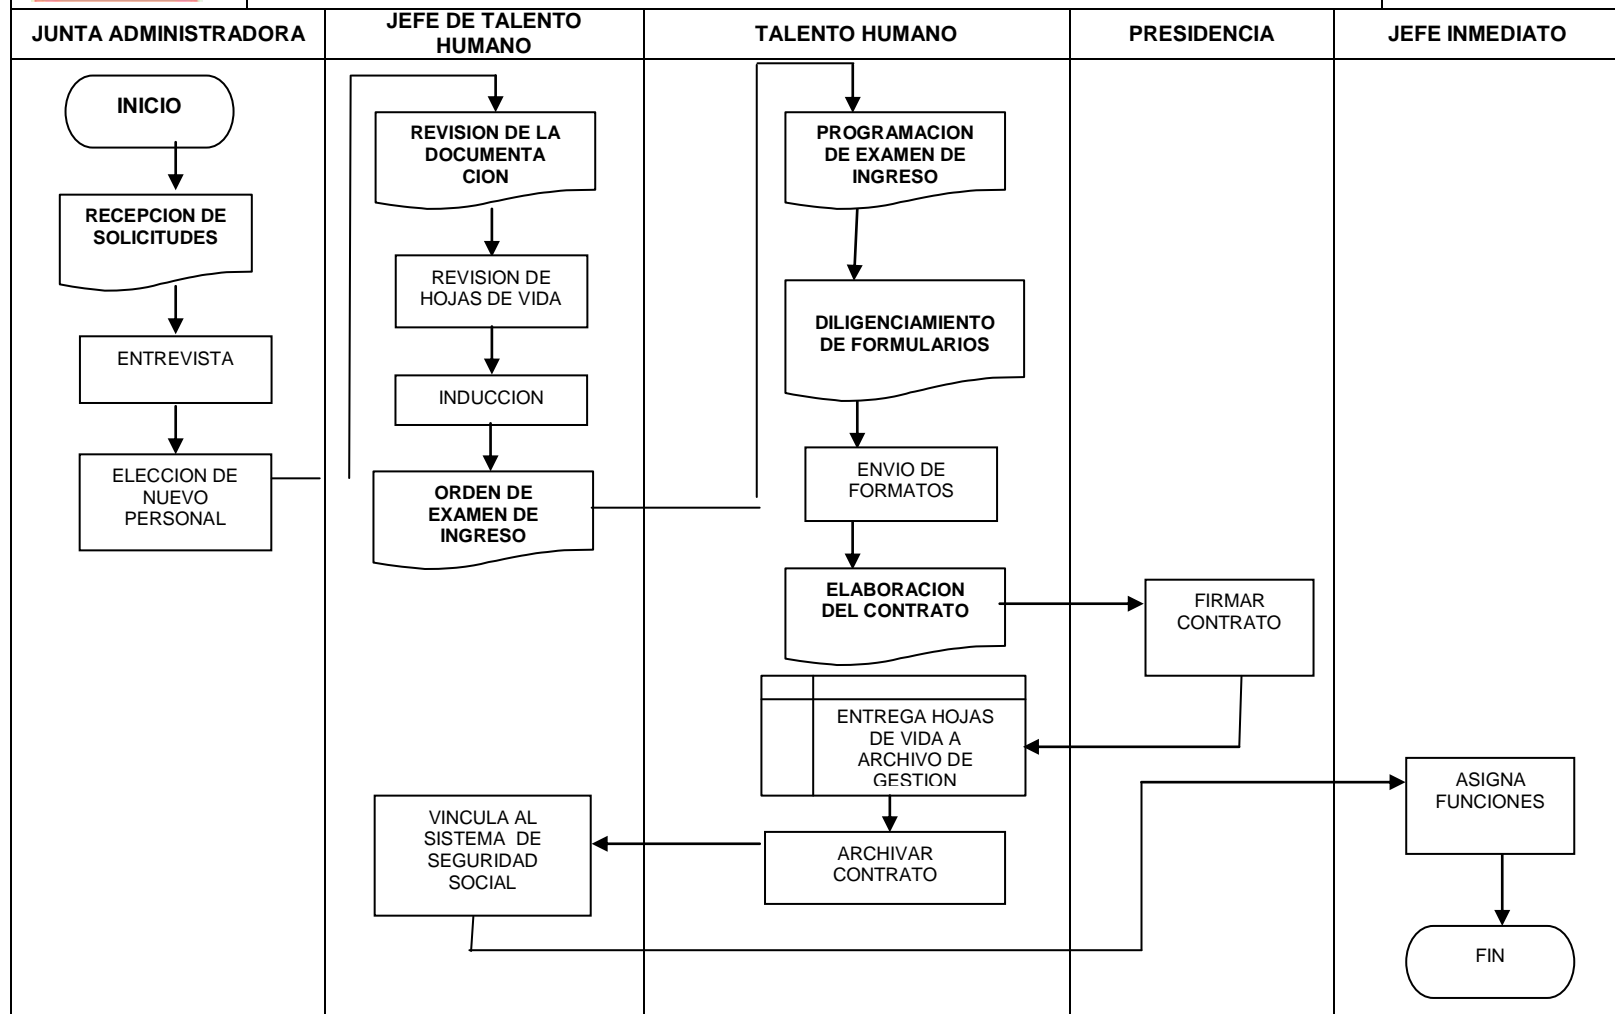 JUNTA ADMINISTRADORA
JEFE DE TALENTO
HUMANO
TALENTO HUMANO
PRESIDENCIA
JEFE INMEDIATO
INICIO
RECEPCION DE
SOLICITUDES
ENTREVISTA
ELECCION DE
NUEVO
PERSONAL
REVISION DE LA
DOCUMENTA
CION
REVISION DE
HOJAS DE VIDA
INDUCCION
ORDEN DE
EXAMEN DE
INGRESO
PROGRAMACION
DE EXAMEN DE
INGRESO
DILIGENCIAMIENTO
DE FORMULARIOS
ENVIO DE
FORMATOS
ELABORACION
DEL CONTRATO
FIRMAR
CONTRATO
ENTREGA HOJAS
DE VIDA A
ARCHIVO DE
GESTION
ARCHIVAR
CONTRATO
VINCULA AL
SISTEMA  DE
SEGURIDAD
SOCIAL
ASIGNA
FUNCIONES
FIN